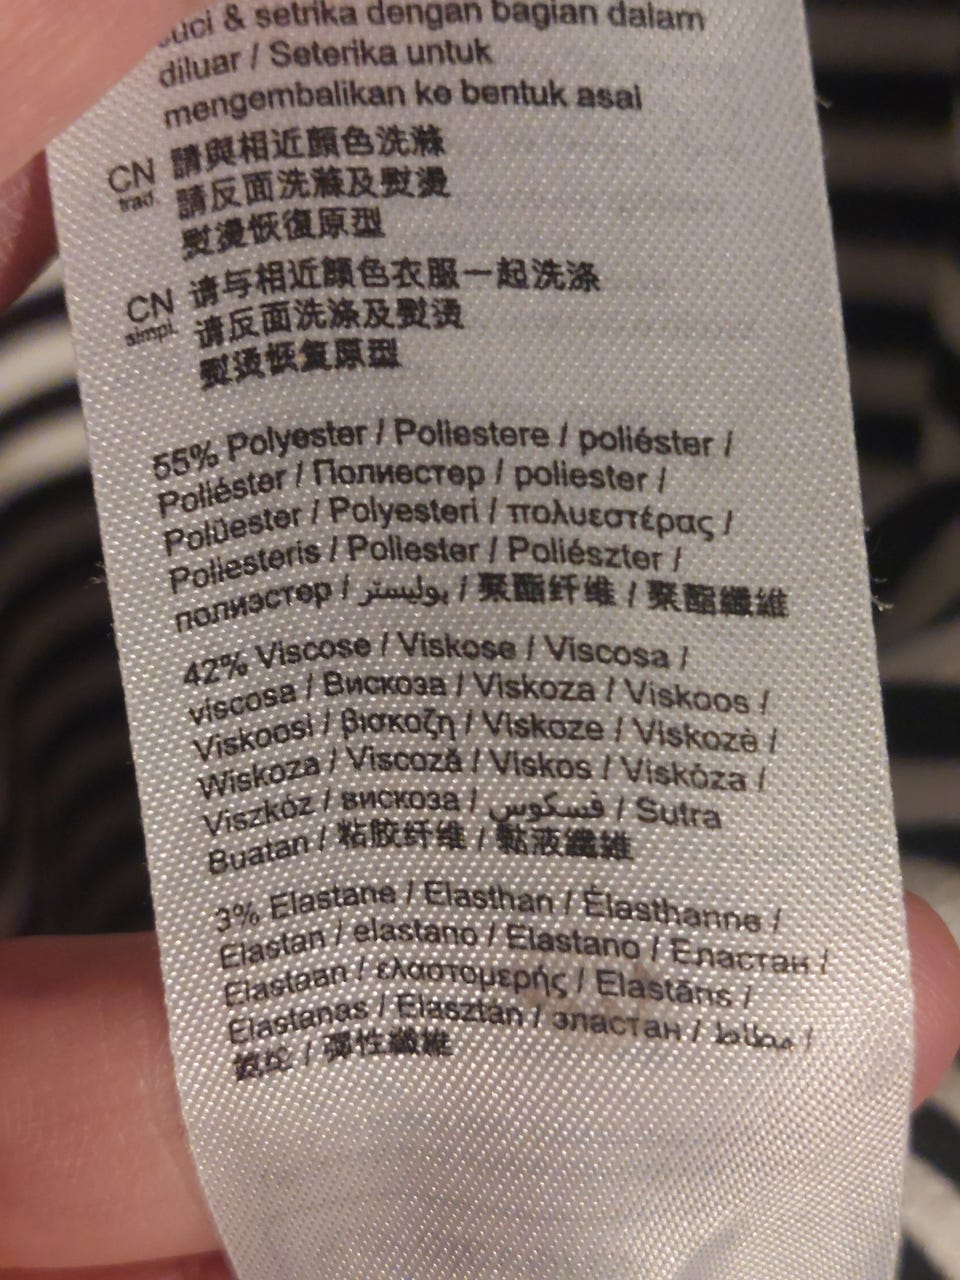 cuci & setrika dengan bagian dalam
diluar / Seterika untuk
mengembalikan ke bentuk asal
CN trad. 請與相近顏色洗滌
請反面洗滌及熨燙
熨燙恢復原型
CN simpl. 请与相近颜色衣服一起洗涤
请反面洗涤及熨烫
熨烫恢复原型
55% Polyester / Poliestere / poliéster /
Poliéster / Полиестер / poliester /
Polüester / Polyesteri / πολυεστέρας /
Poliesteris / Poliester / Poliészter /
полиэстер / بوليستر / 聚酯纤维 / 聚酯纖維
42% Viscose / Viskose / Viscosa /
viscosa / Вискоза / Viskoza / Viskoos /
Viskoosi / βισκοζη / Viskoze / Viskozė /
Wiskoza / Viscoză / Viskos / Viskóza /
Viszkóz / вискоза / فسكوس / Sutra
Buatan / 粘胶纤维 / 黏液纖維
3% Elastane / Elasthan / Élasthanne /
Elastan / elastano / Elastano / Еластан /
Elastaan / ελαστομερής / Elastāns /
Elastanas / Elasztan / эластан / مطاط /
氨纶 / 彈性纖維